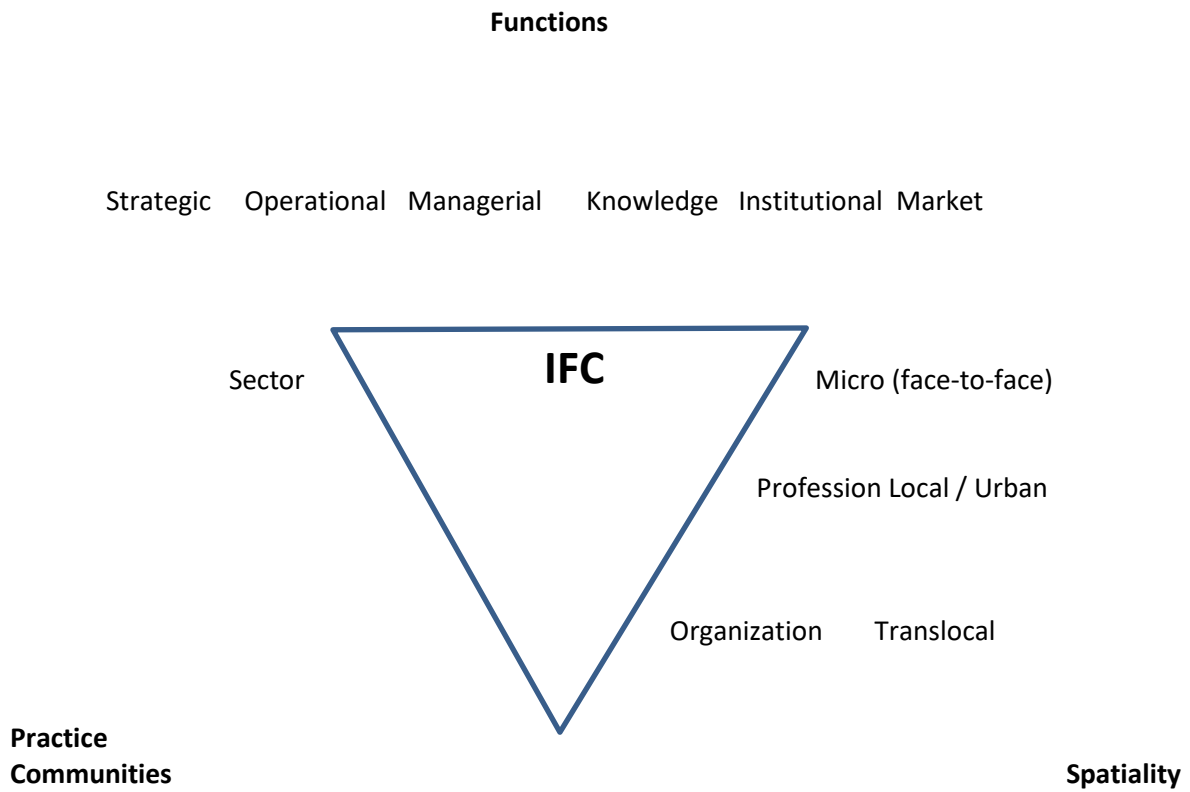 Functions
Strategic Operational Managerial Knowledge Institutional Market
IFC
Sector Micro (face-to-face)
Profession Local / Urban
Organization Translocal
Practice
Communities Spatiality